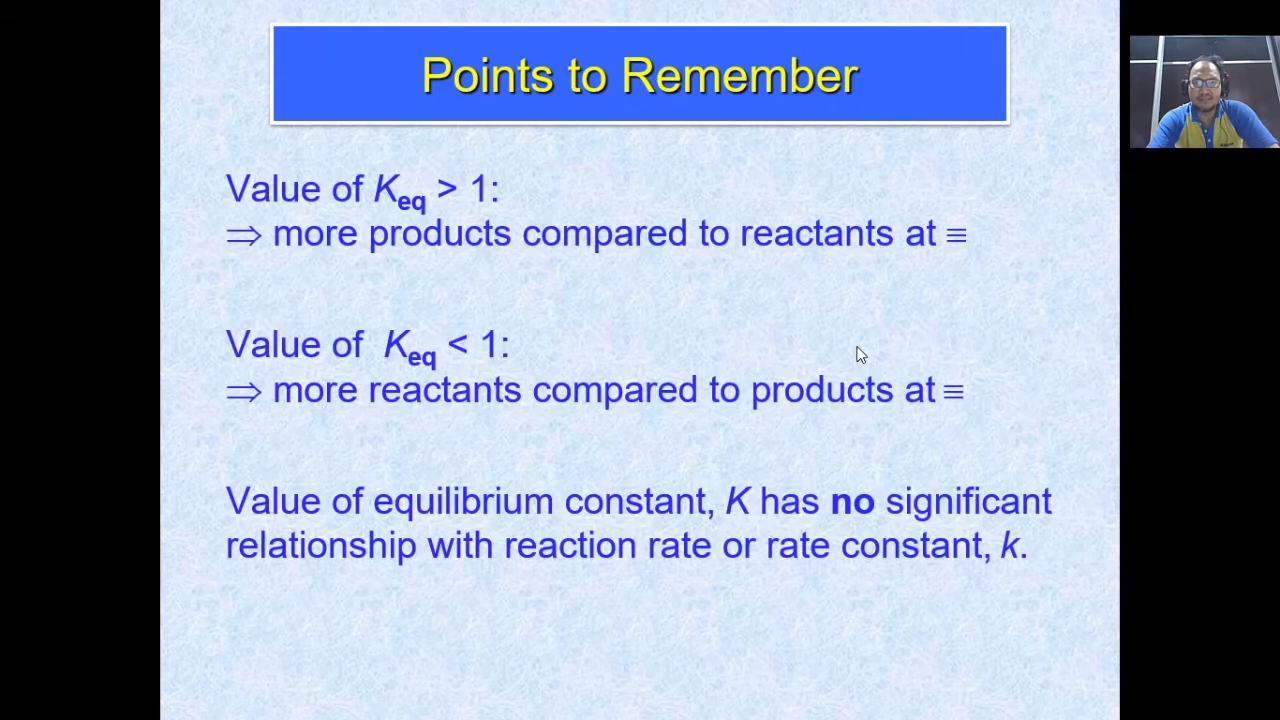 Points to Remember
Value of Keq > 1:
⇒ more products compared to reactants at ≡
Value of Keq < 1:
⇒ more reactants compared to products at ≡
Value of equilibrium constant, K has no significant
relationship with reaction rate or rate constant, k.